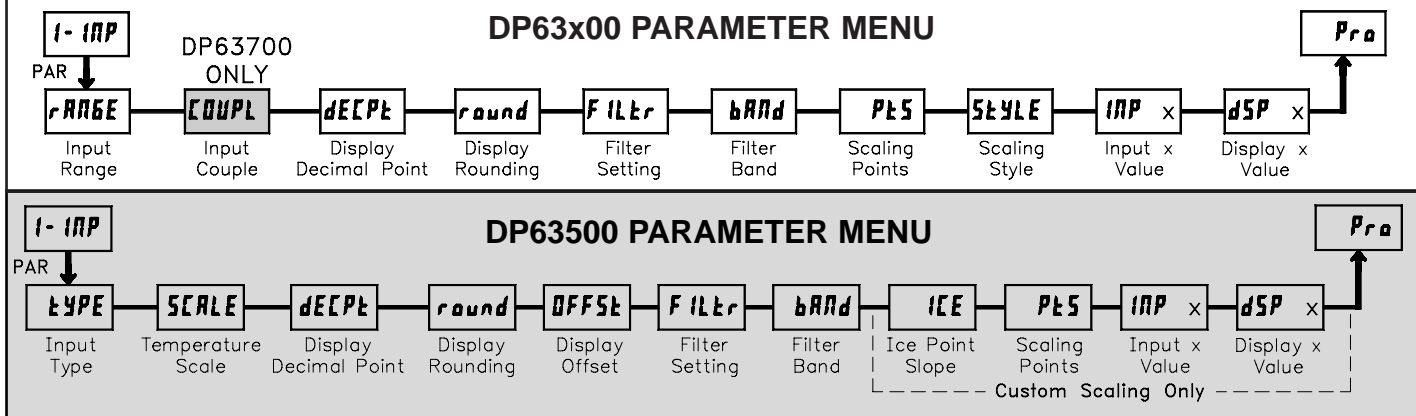 DP63x00 PARAMETER MENU
1-INP
PAR
DP63700
ONLY
Pro
rANGE
COUPL
dECPt
round
FILtr
bANd
PtS
StYLE
INP x
dSP x
Input
Range
Input
Couple
Display
Decimal Point
Display
Rounding
Filter
Setting
Filter
Band
Scaling
Points
Scaling
Style
Input x
Value
Display x
Value
DP63500 PARAMETER MENU
1-INP
PAR
Pro
tYPE
SCALE
dECPt
round
OFFSt
FILtr
bANd
ICE
PtS
INP x
dSP x
Input
Type
Temperature
Scale
Display
Decimal Point
Display
Rounding
Display
Offset
Filter
Setting
Filter
Band
Ice Point
Slope
Scaling
Points
Input x
Value
Display x
Value
Custom Scaling Only